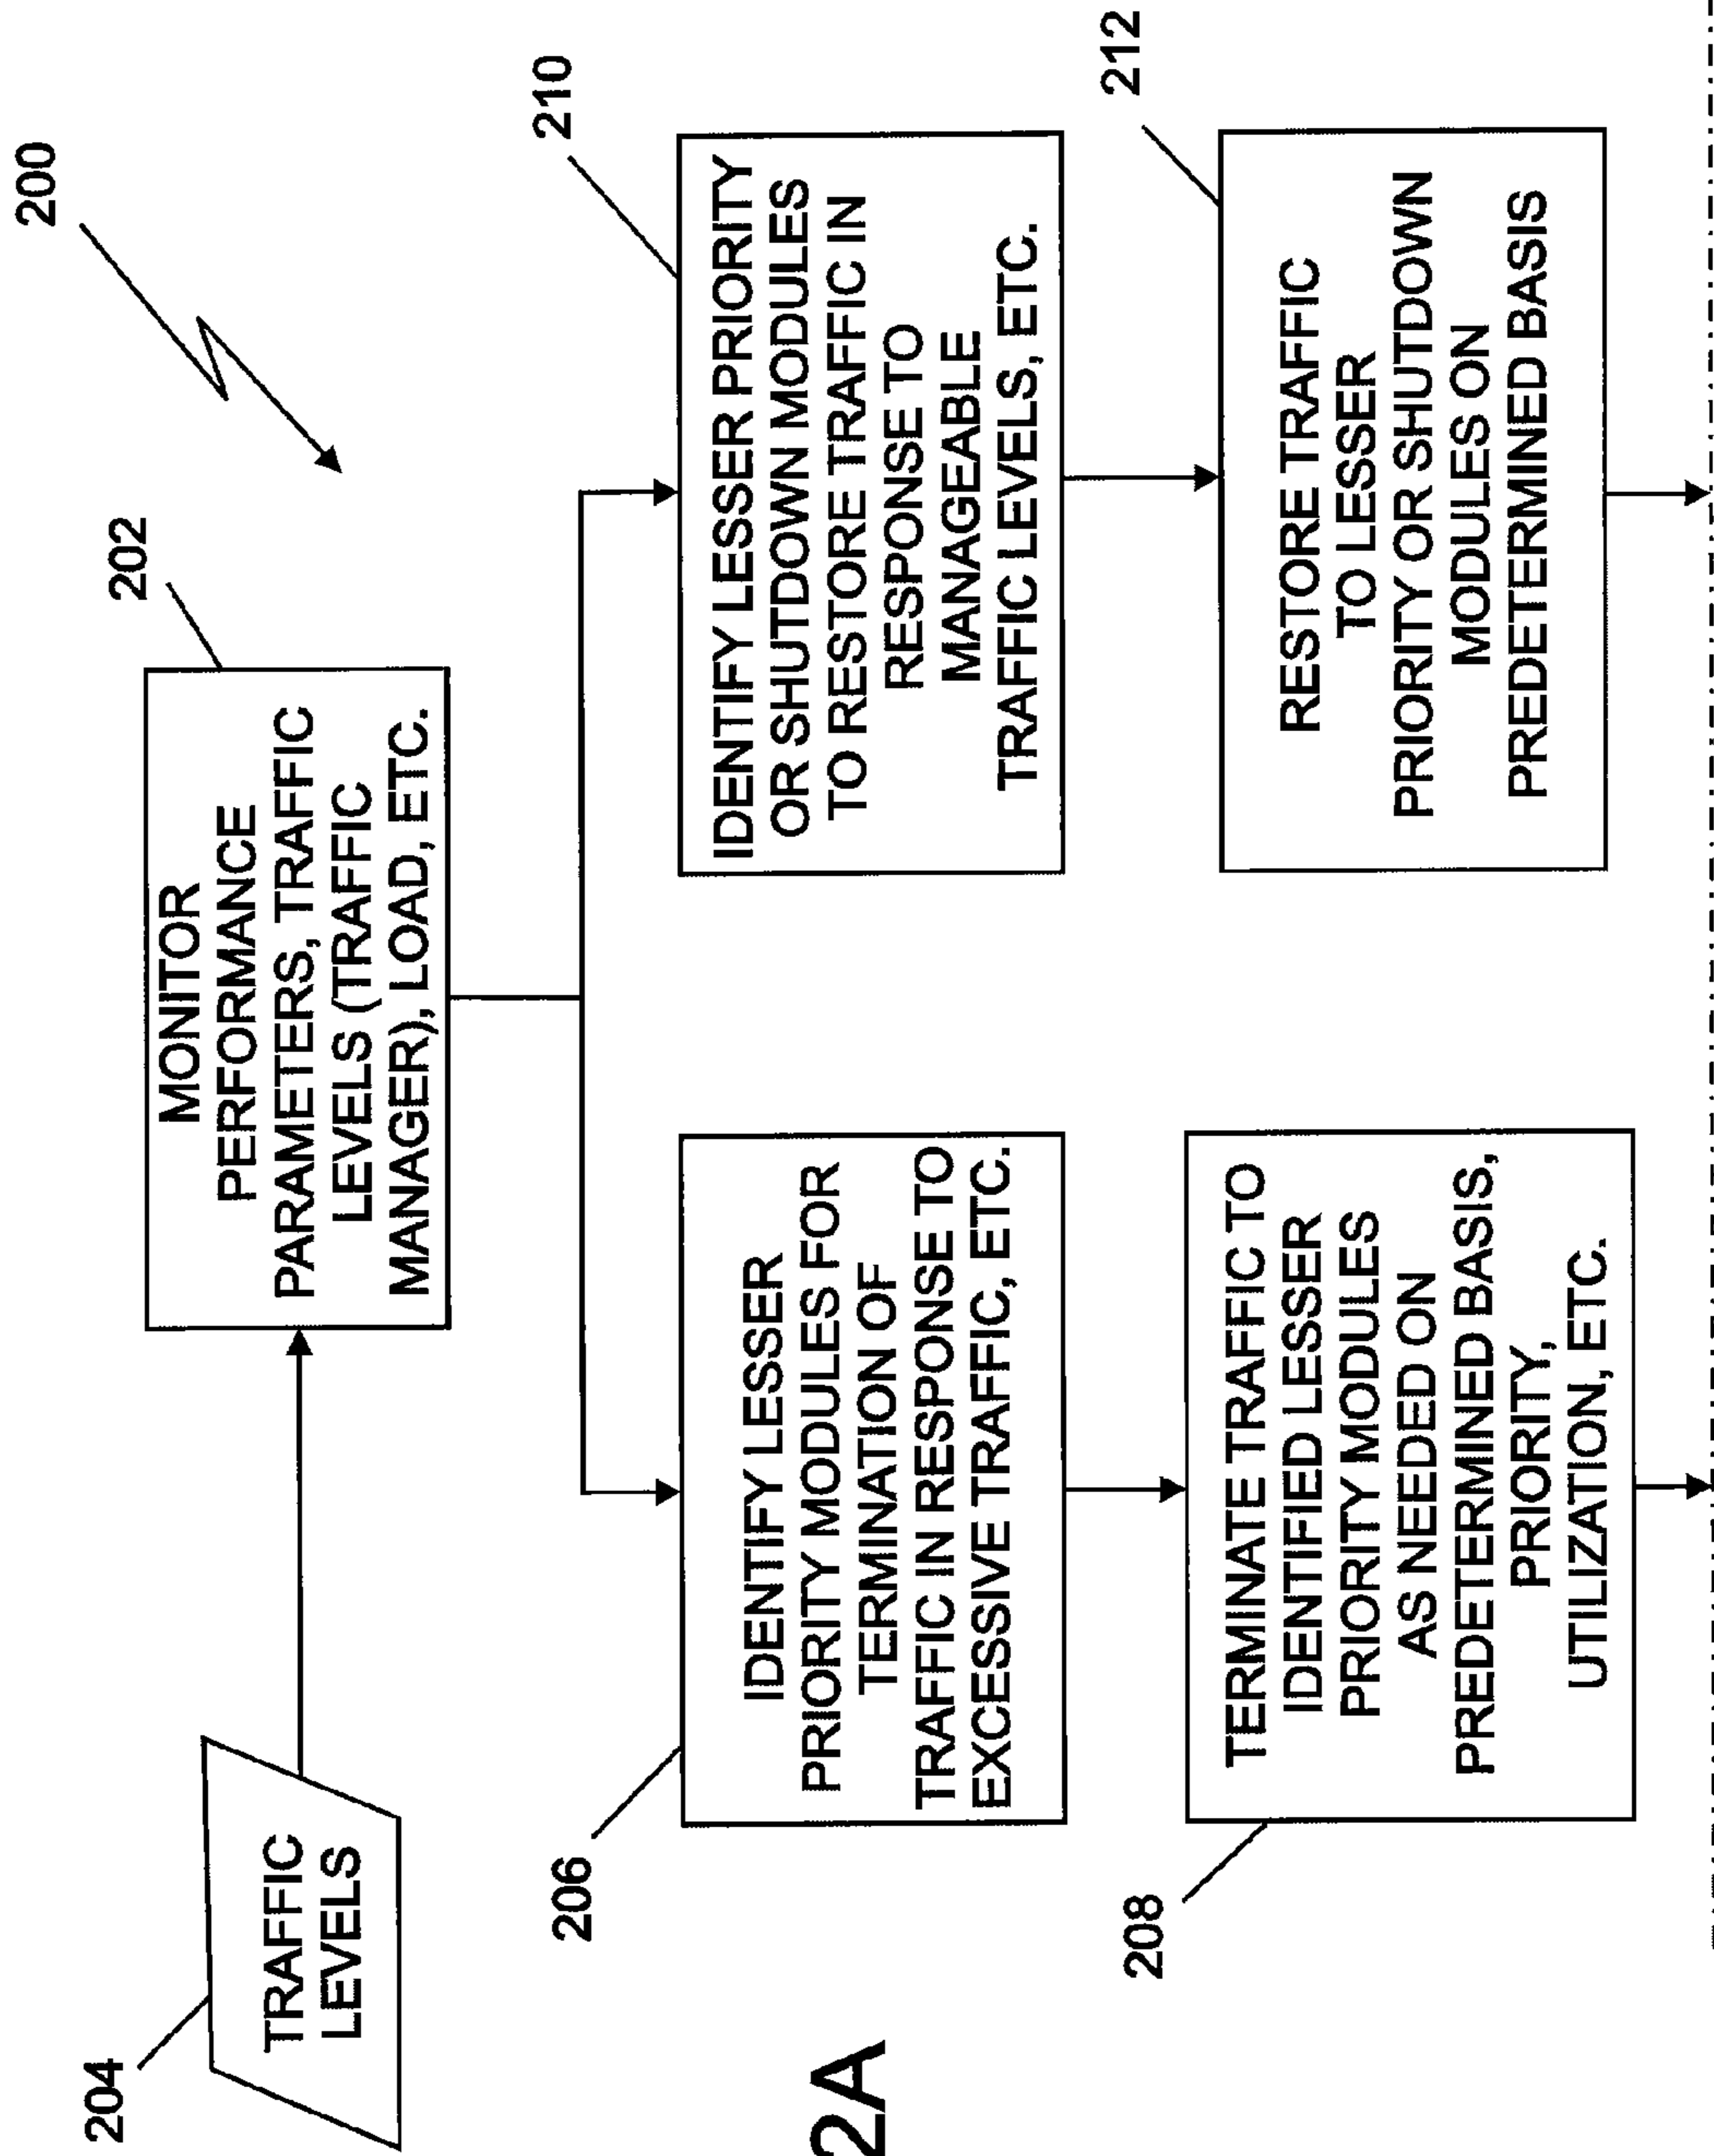 200
202
MONITOR
PERFORMANCE
PARAMETERS, TRAFFIC
LEVELS (TRAFFIC
MANAGER), LOAD, ETC.
204
TRAFFIC
LEVELS
206
IDENTIFY LESSER
PRIORITY MODULES FOR
TERMINATION OF
TRAFFIC IN RESPONSE TO
EXCESSIVE TRAFFIC, ETC.
210
IDENTIFY LESSER PRIORITY
OR SHUTDOWN MODULES
TO RESTORE TRAFFIC IN
RESPONSE TO
MANAGEABLE
TRAFFIC LEVELS, ETC.
208
TERMINATE TRAFFIC TO
IDENTIFIED LESSER
PRIORITY MODULES
AS NEEDED ON
PREDETERMINED BASIS,
PRIORITY,
UTILIZATION, ETC.
212
RESTORE TRAFFIC
TO LESSER
PRIORITY OR SHUTDOWN
MODULES ON
PREDETERMINED BASIS
2A